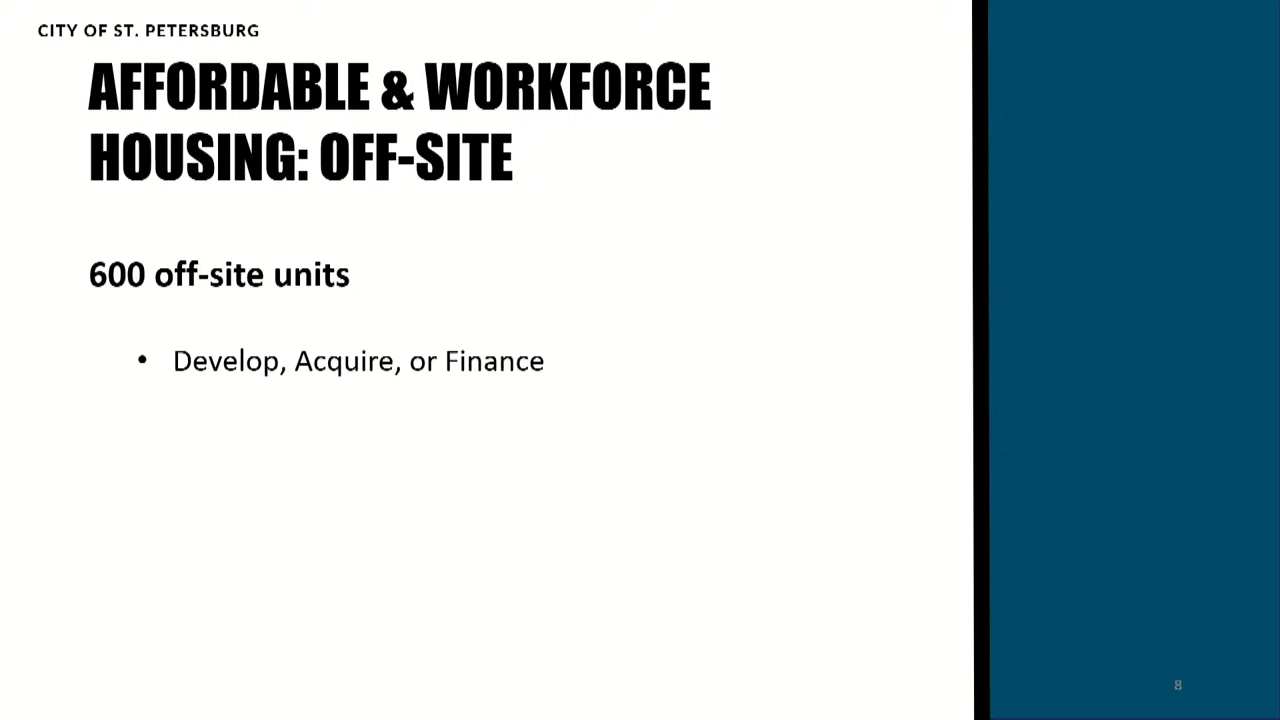 CITY OF ST. PETERSBURG
AFFORDABLE & WORKFORCE
HOUSING: OFF-SITE
600 off-site units
• Develop, Acquire, or Finance
8